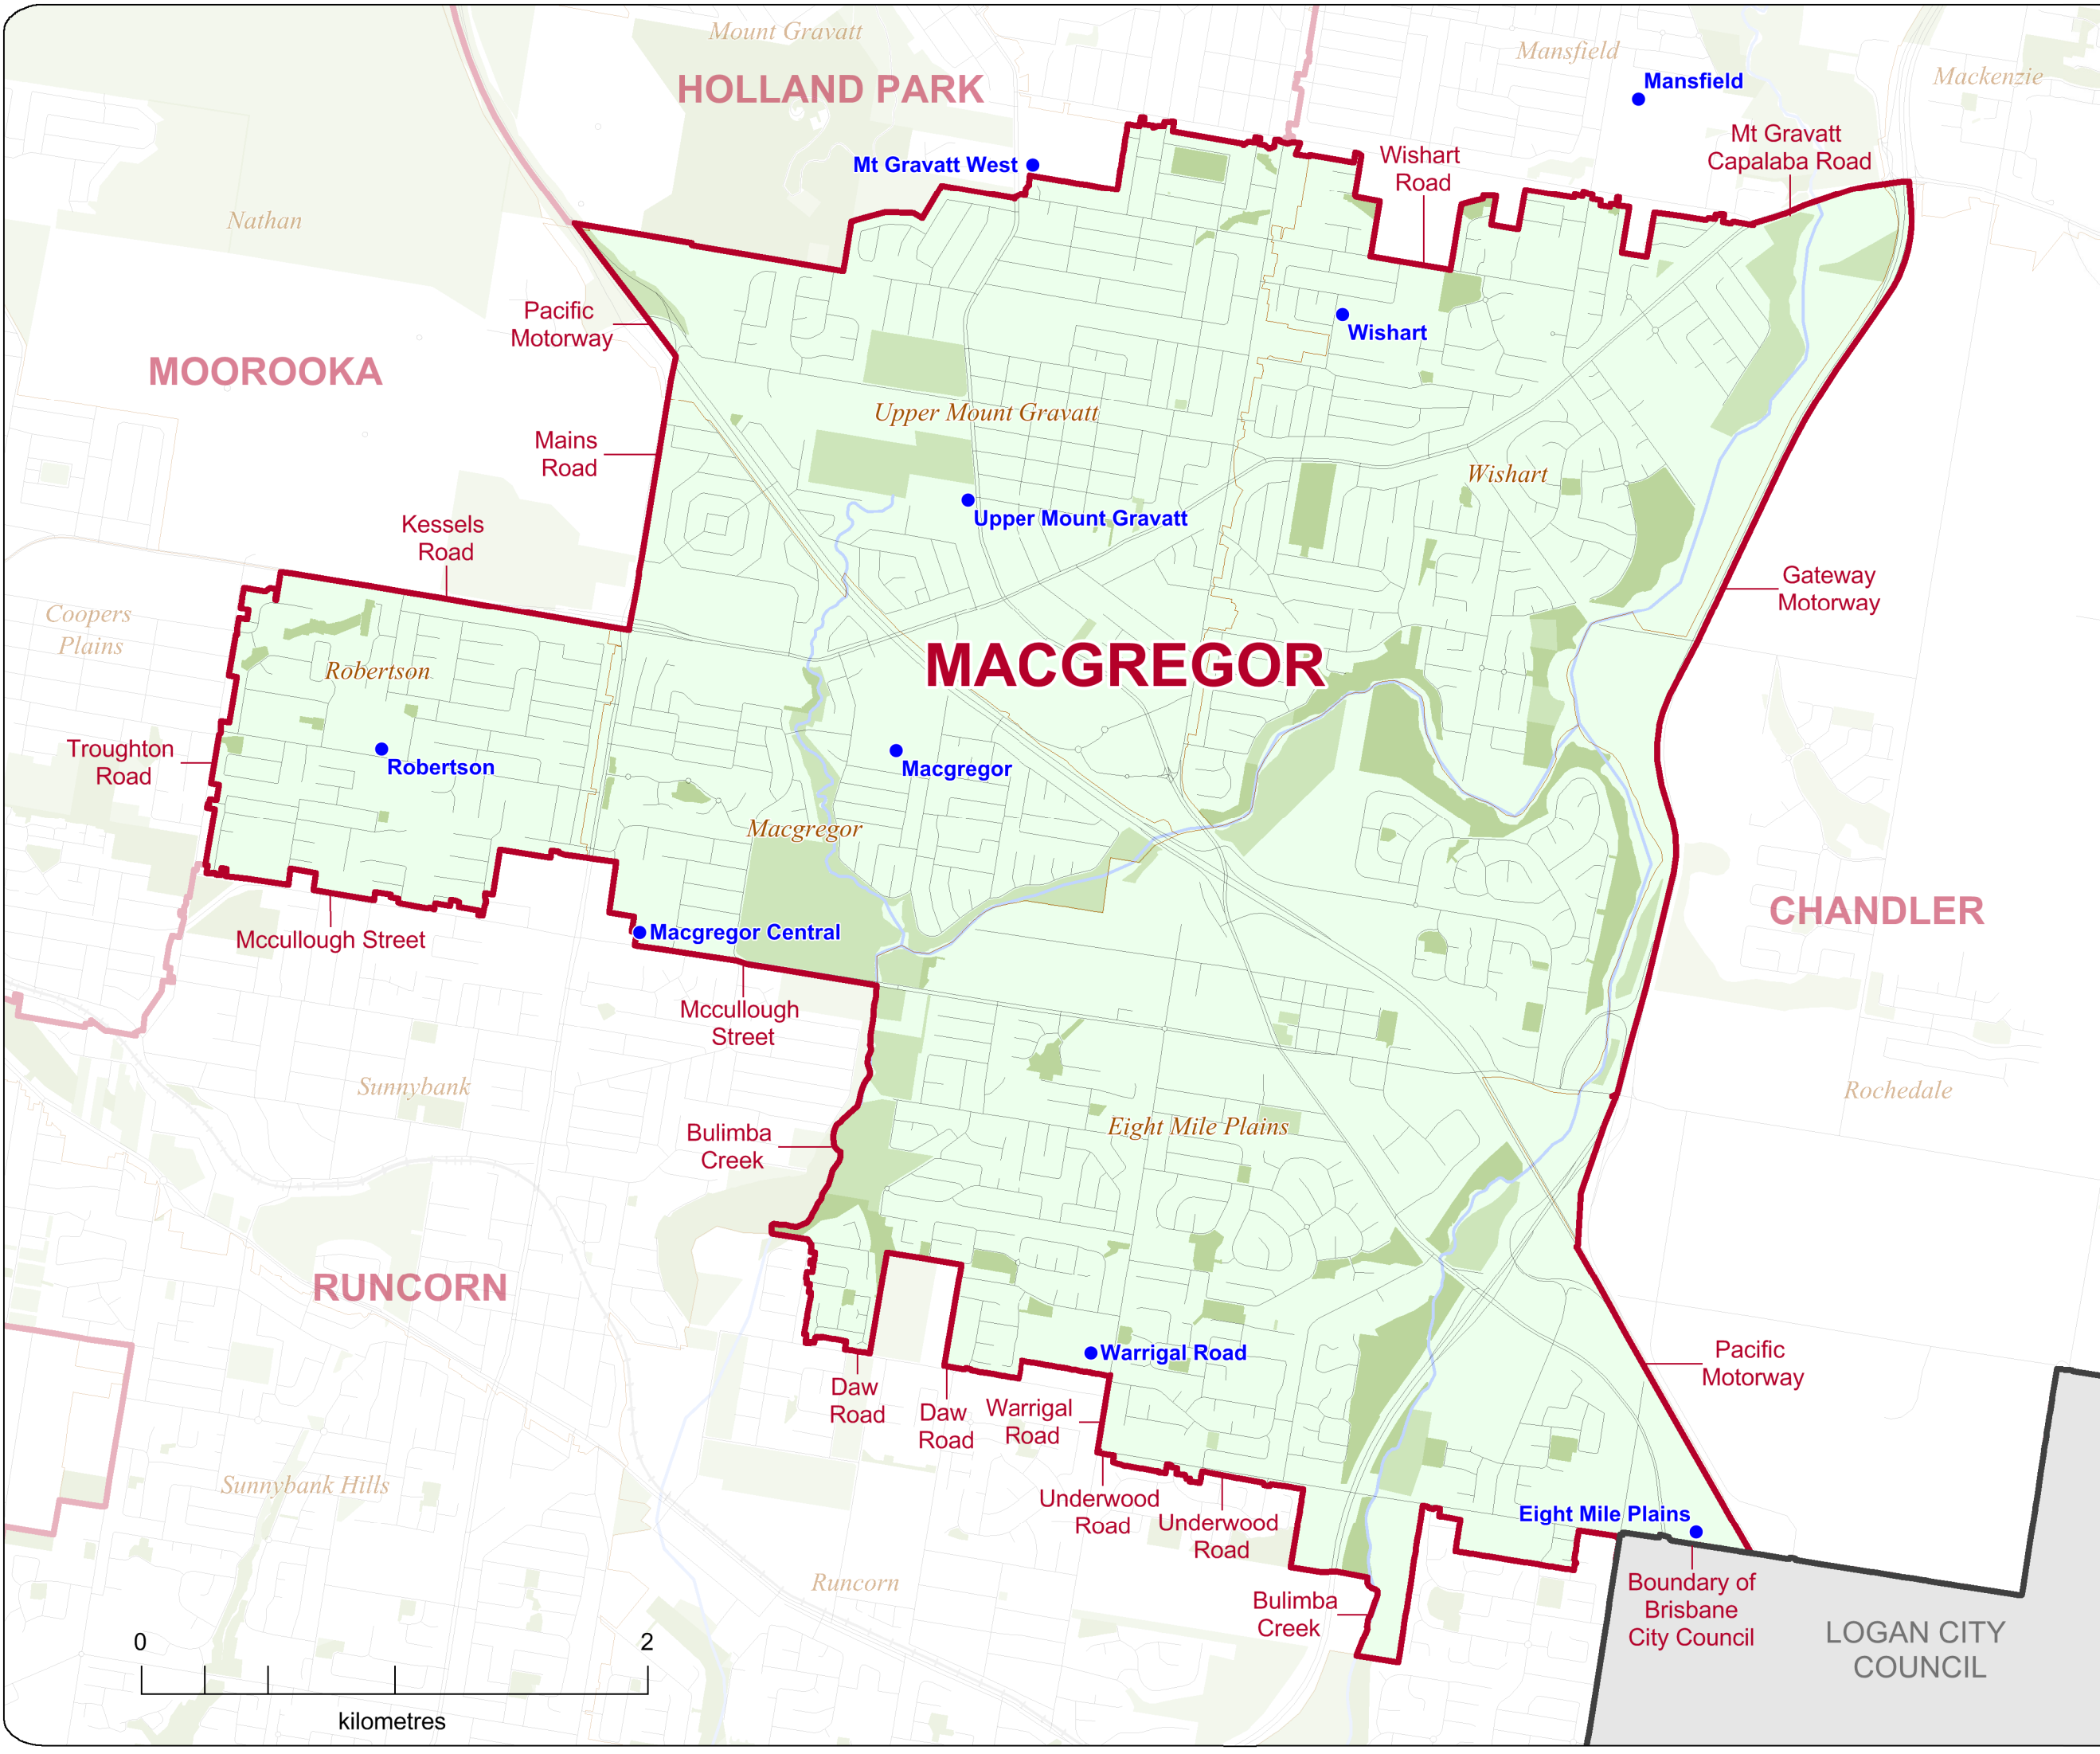 Mount Gravatt
Mansfield
Mackenzie
HOLLAND PARK
Mansfield
Mt Gravatt
Capalaba Road
Mt Gravatt West
Wishart
Road
Nathan
Pacific
Motorway
Wishart
MOOROOKA
Upper Mount Gravatt
Mains
Road
Wishart
Kessels
Road
Upper Mount Gravatt
Gateway
Motorway
Coopers
Plains
Robertson
MACGREGOR
Troughton
Road
Robertson
Macgregor
Macgregor
CHANDLER
Mccullough Street
Macgregor Central
Mccullough
Street
Sunnybank
Rochedale
Eight Mile Plains
Bulimba
Creek
RUNCORN
Warrigal Road
Pacific
Motorway
Daw
Road
Daw
Road
Warrigal
Road
Sunnybank Hills
Underwood
Road
Underwood
Road
Eight Mile Plains
Runcorn
Bulimba
Creek
Boundary of
Brisbane
City Council
LOGAN CITY
COUNCIL
0 2
kilometres